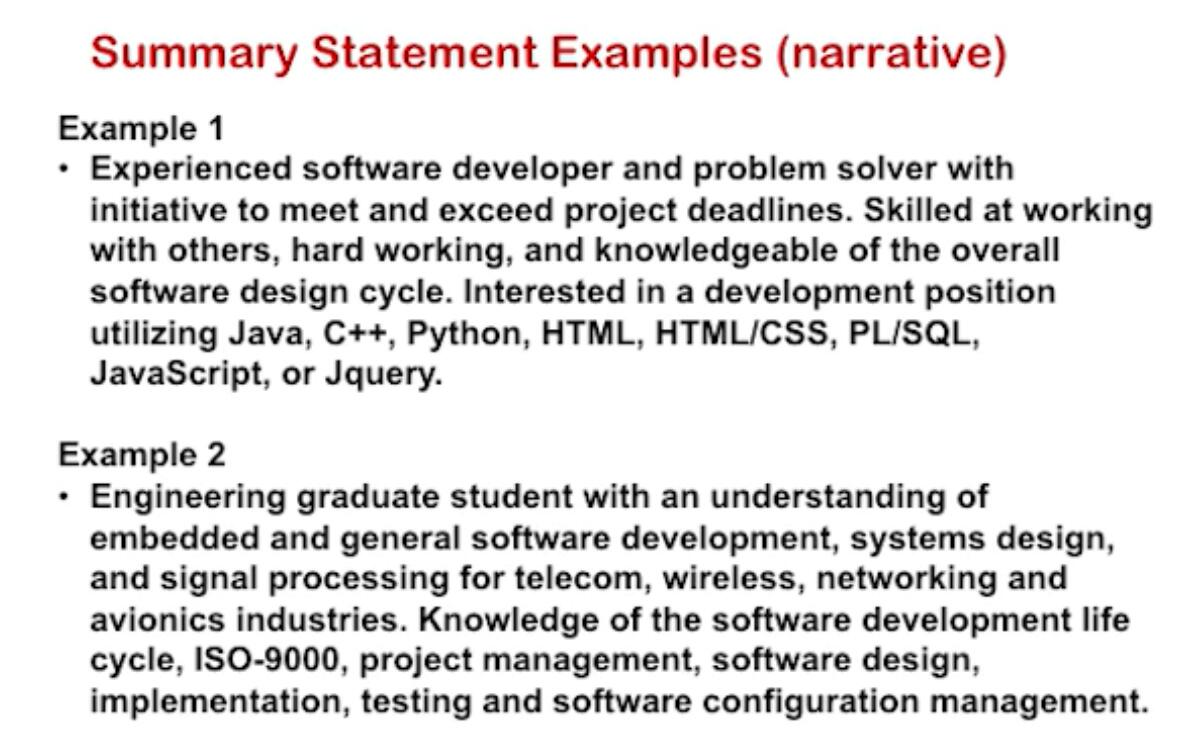 Summary Statement Examples (narrative)
Example 1
• Experienced software developer and problem solver with
initiative to meet and exceed project deadlines. Skilled at working
with others, hard working, and knowledgeable of the overall
software design cycle. Interested in a development position
utilizing Java, C++, Python, HTML, HTML/CSS, PL/SQL,
JavaScript, or Jquery.
Example 2
• Engineering graduate student with an understanding of
embedded and general software development, systems design,
and signal processing for telecom, wireless, networking and
avionics industries. Knowledge of the software development life
cycle, ISO-9000, project management, software design,
implementation, testing and software configuration management.